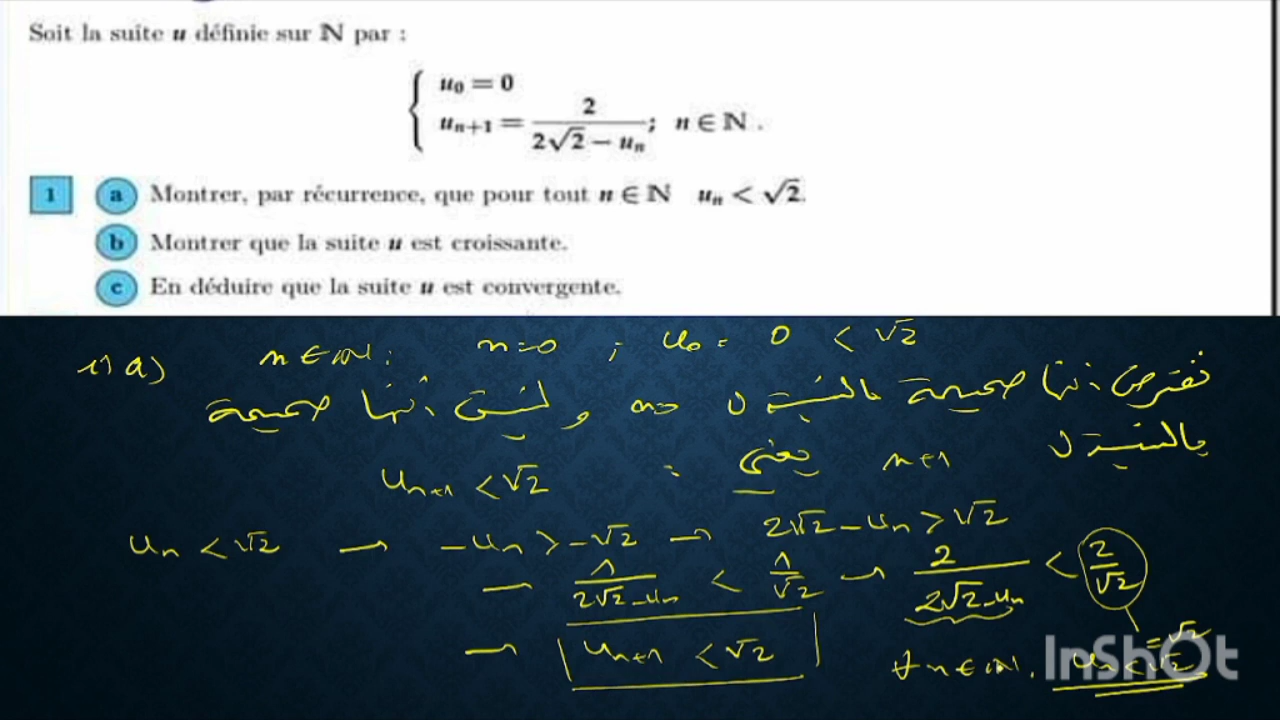 Soit la suite u définie sur ℕ par :
u₀ = 0
uₙ₊₁ = 2 / (2√2 − uₙ) ; n ∈ ℕ .
1 a Montrer, par récurrence, que pour tout n ∈ ℕ uₙ < √2.
b Montrer que la suite u est croissante.
c En déduire que la suite u est convergente.
1) a) n ∈ ℕ : n=0 ; u₀ = 0 < √2
نفترض أنها صحيحة بالنسبة ل n و لنبين أنها صحيحة
بالنسبة ل n+1 يعني : uₙ₊₁ < √2
uₙ < √2 → −uₙ > −√2 → 2√2 − uₙ > √2
→ 1 / (2√2 − uₙ) < 1/√2 → 2 / (2√2 − uₙ) < 2/√2
= √2
→ uₙ₊₁ < √2 ∀ n ∈ ℕ. uₙ < √2
InShOt